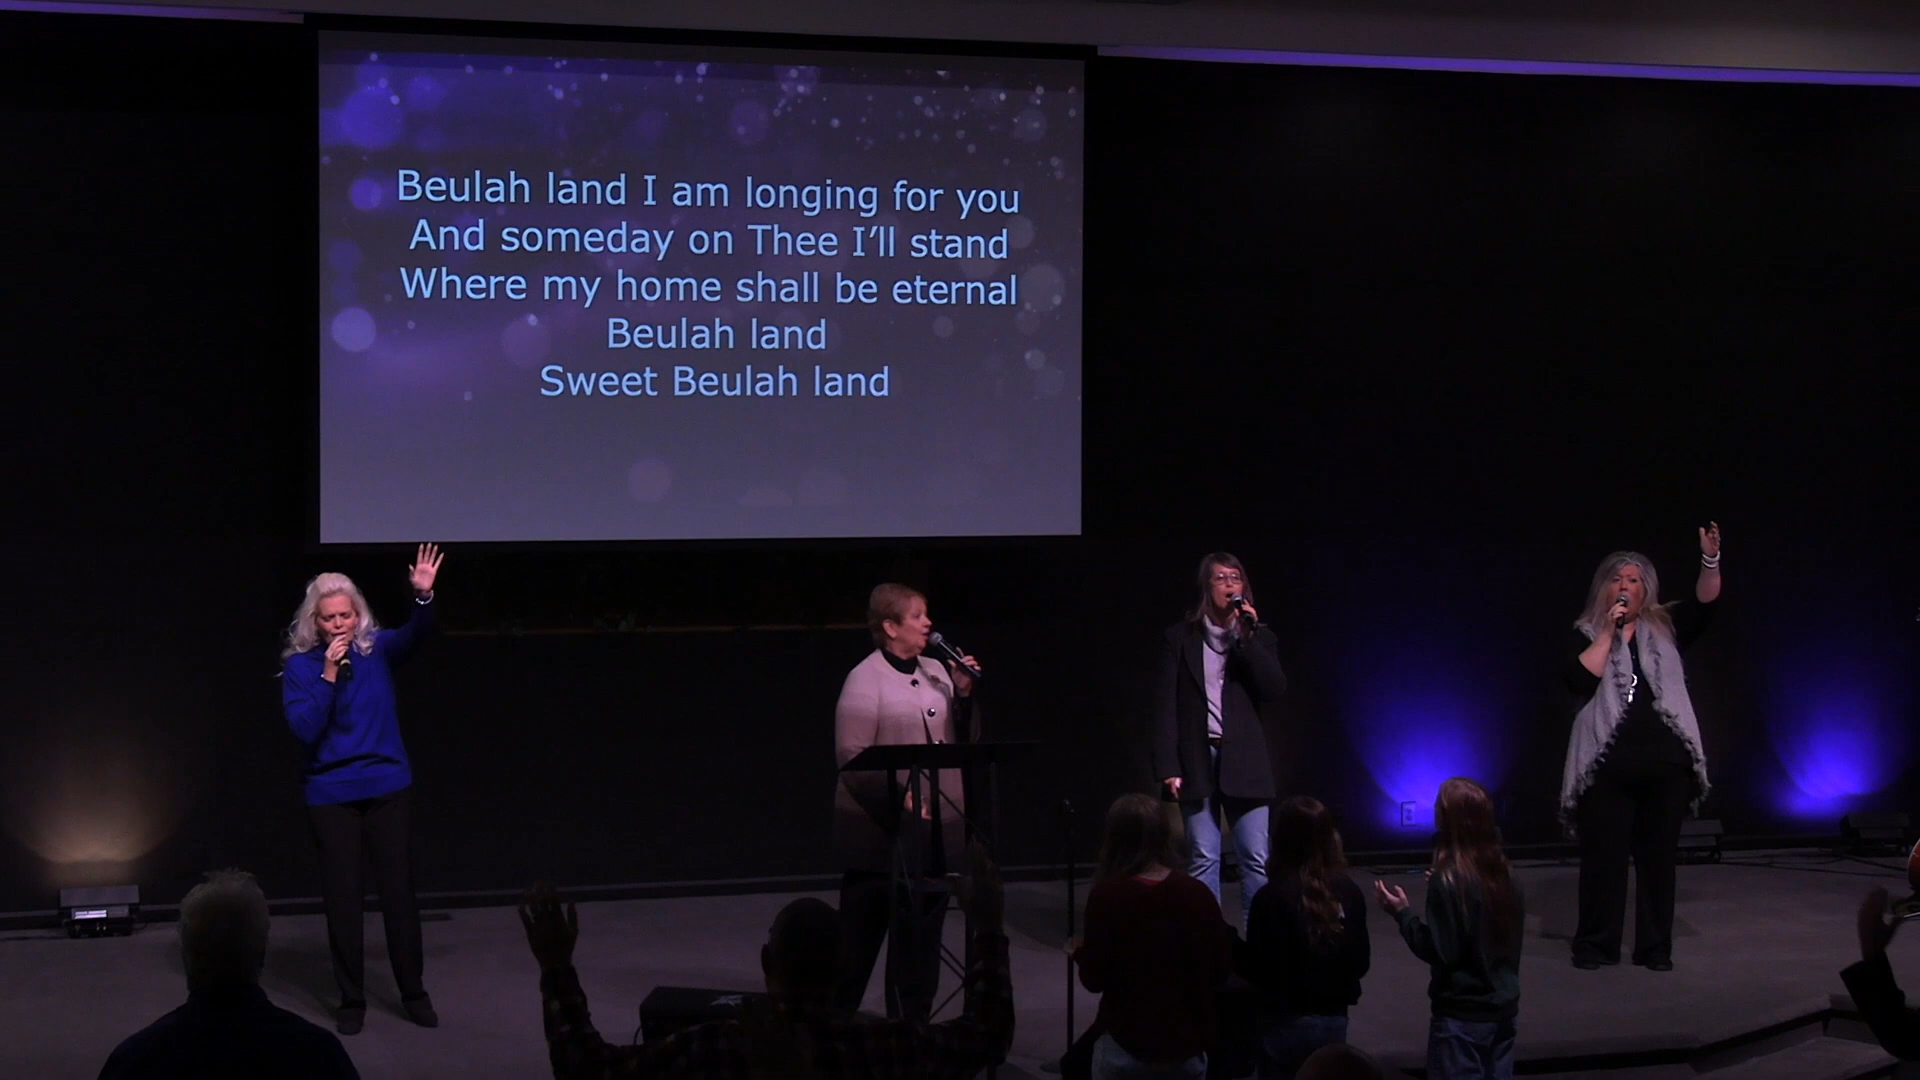 Beulah land I am longing for you
And someday on Thee I’ll stand
Where my home shall be eternal
Beulah land
Sweet Beulah land